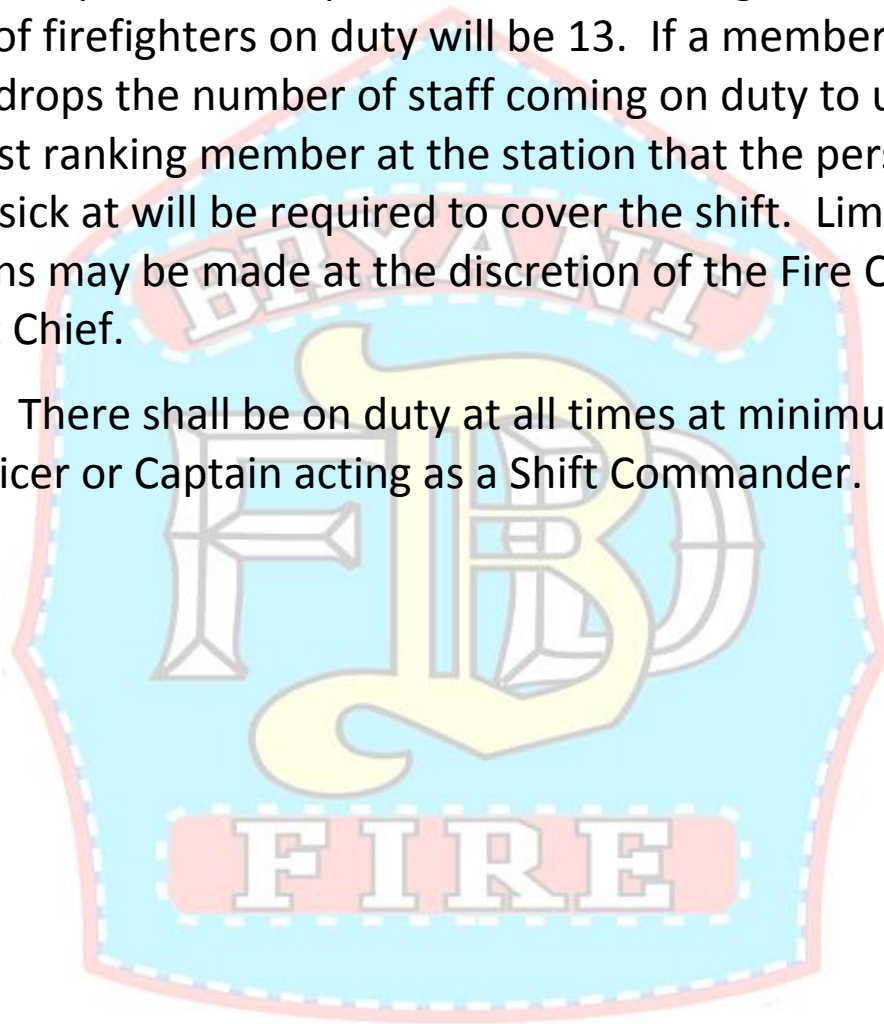 of firefighters on duty will be 13. If a member
drops the number of staff coming on duty to u
st ranking member at the station that the pers
sick at will be required to cover the shift. Lim
ns may be made at the discretion of the Fire C
t Chief.
There shall be on duty at all times at minimu
icer or Captain acting as a Shift Commander.
BRYANT
FBD
FIRE